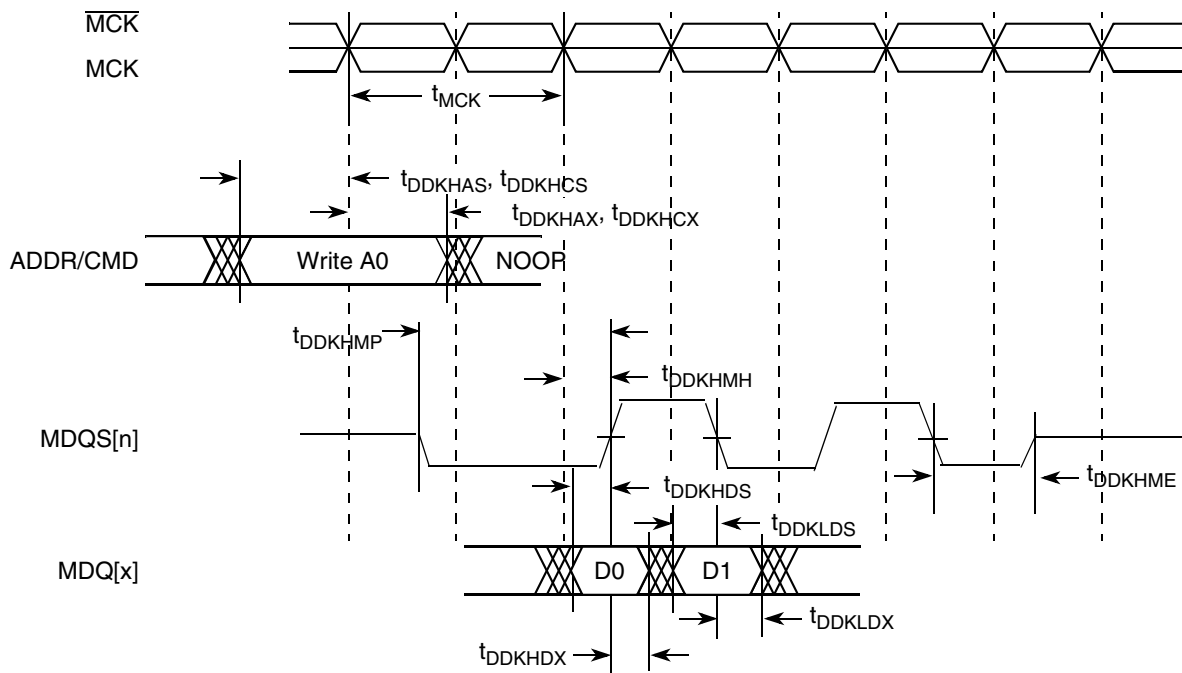 MCK
MCK
tMCK
tDDKHAS, tDDKHCS
tDDKHAX, tDDKHCX
ADDR/CMD
Write A0
NOOP
tDDKHMP
tDDKHMH
MDQS[n]
tDDKHDS
tDDKHME
tDDKLDS
MDQ[x]
D0
D1
tDDKLDX
tDDKHDX